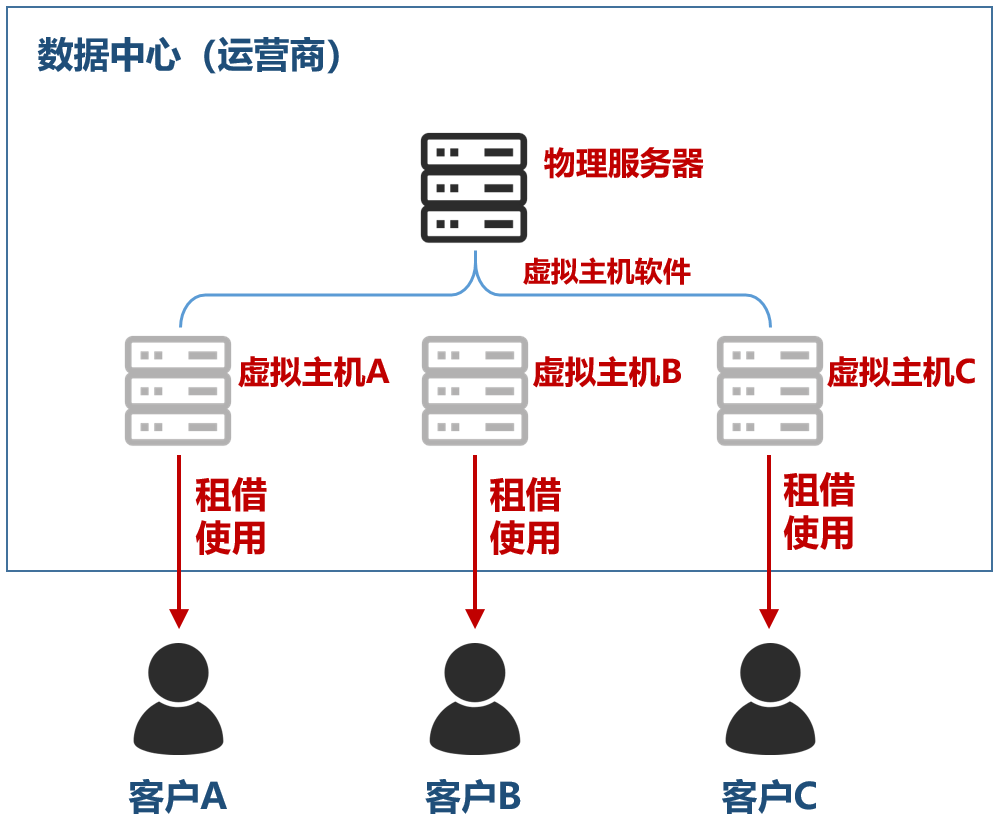 数据中心（运营商）
物理服务器
虚拟主机软件
虚拟主机A
虚拟主机B
虚拟主机C
租借
使用
租借
使用
租借
使用
客户A
客户B
客户C